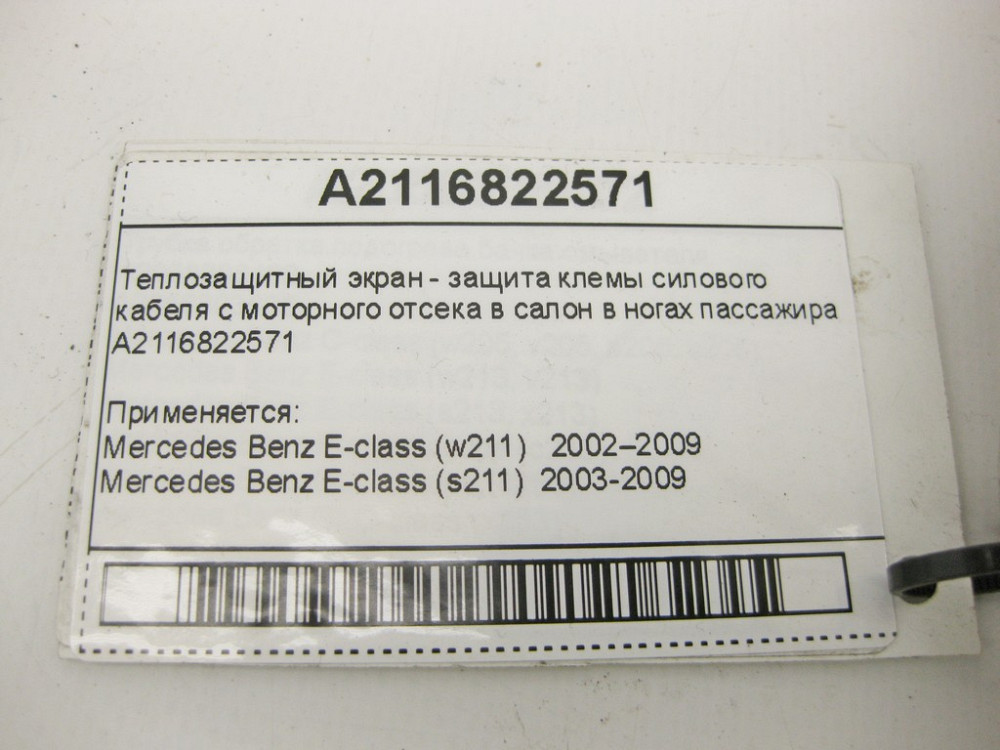 A2116822571
Теплозащитный экран - защита клемы силового
кабеля с моторного отсека в салон в ногах пассажира
A2116822571
Применяется:
Mercedes Benz E-class (w211) 2002–2009
Mercedes Benz E-class (s211) 2003-2009